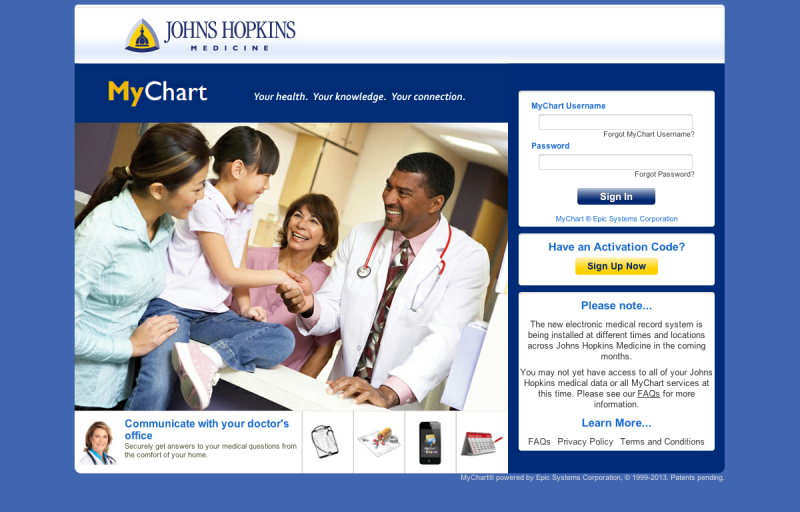 JOHNS HOPKINS
MEDICINE
MyChart
Your health. Your knowledge. Your connection.
MyChart Username
Forgot MyChart Username?
Password
Forgot Password?
Sign In
MyChart ® Epic Systems Corporation
Have an Activation Code?
Sign Up Now
Please note...
The new electronic medical record system is
being installed at different times and locations
across Johns Hopkins Medicine in the coming
months.
You may not yet have access to all of your Johns
Hopkins medical data or all MyChart services at
this time. Please see our FAQs for more
information.
Learn More...
FAQs Privacy Policy Terms and Conditions
Communicate with your doctor's
office
Securely get answers to your medical questions from
the comfort of your home.
MyChart® powered by Epic Systems Corporation, © 1999-2013. Patents pending.